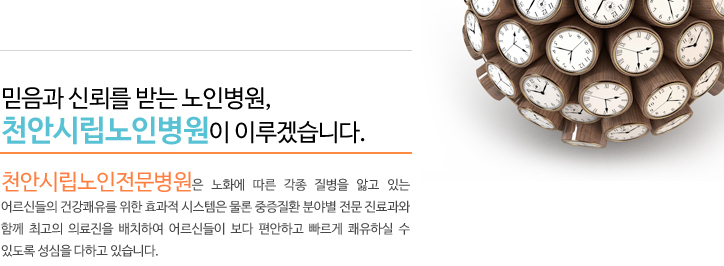 믿음과 신뢰를 받는 노인병원,
천안시립노인병원이 이루겠습니다.
천안시립노인전문병원은 노화에 따른 각종 질병을 앓고 있는
어르신들의 건강쾌유를 위한 효과적 시스템은 물론 중증질환 분야별 전문 진료과와
함께 최고의 의료진을 배치하여 어르신들이 보다 편안하고 빠르게 쾌유하실 수
있도록 성심을 다하고 있습니다.